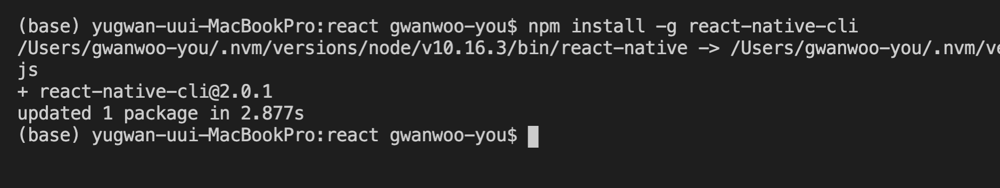 (base) yugwan-uui-MacBookPro:react gwanwoo-you$ npm install -g react-native-cli
/Users/gwanwoo-you/.nvm/versions/node/v10.16.3/bin/react-native -> /Users/gwanwoo-you/.nvm/ve
js
+ react-native-cli@2.0.1
updated 1 package in 2.877s
(base) yugwan-uui-MacBookPro:react gwanwoo-you$